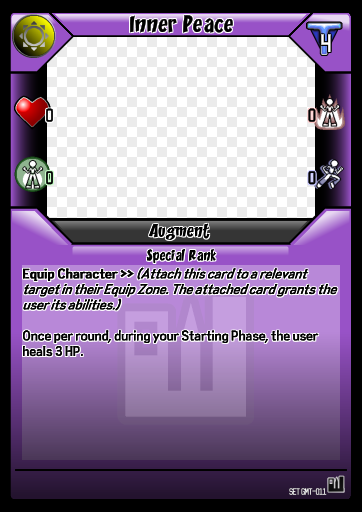 Inner Peace
4
0
0
0
0
Augment
Special Rank
Equip Character >> (Attach this card to a relevant
target in their Equip Zone. The attached card grants the
user its abilities.)
Once per round, during your Starting Phase, the user
heals 3 HP.
SET GMT-011